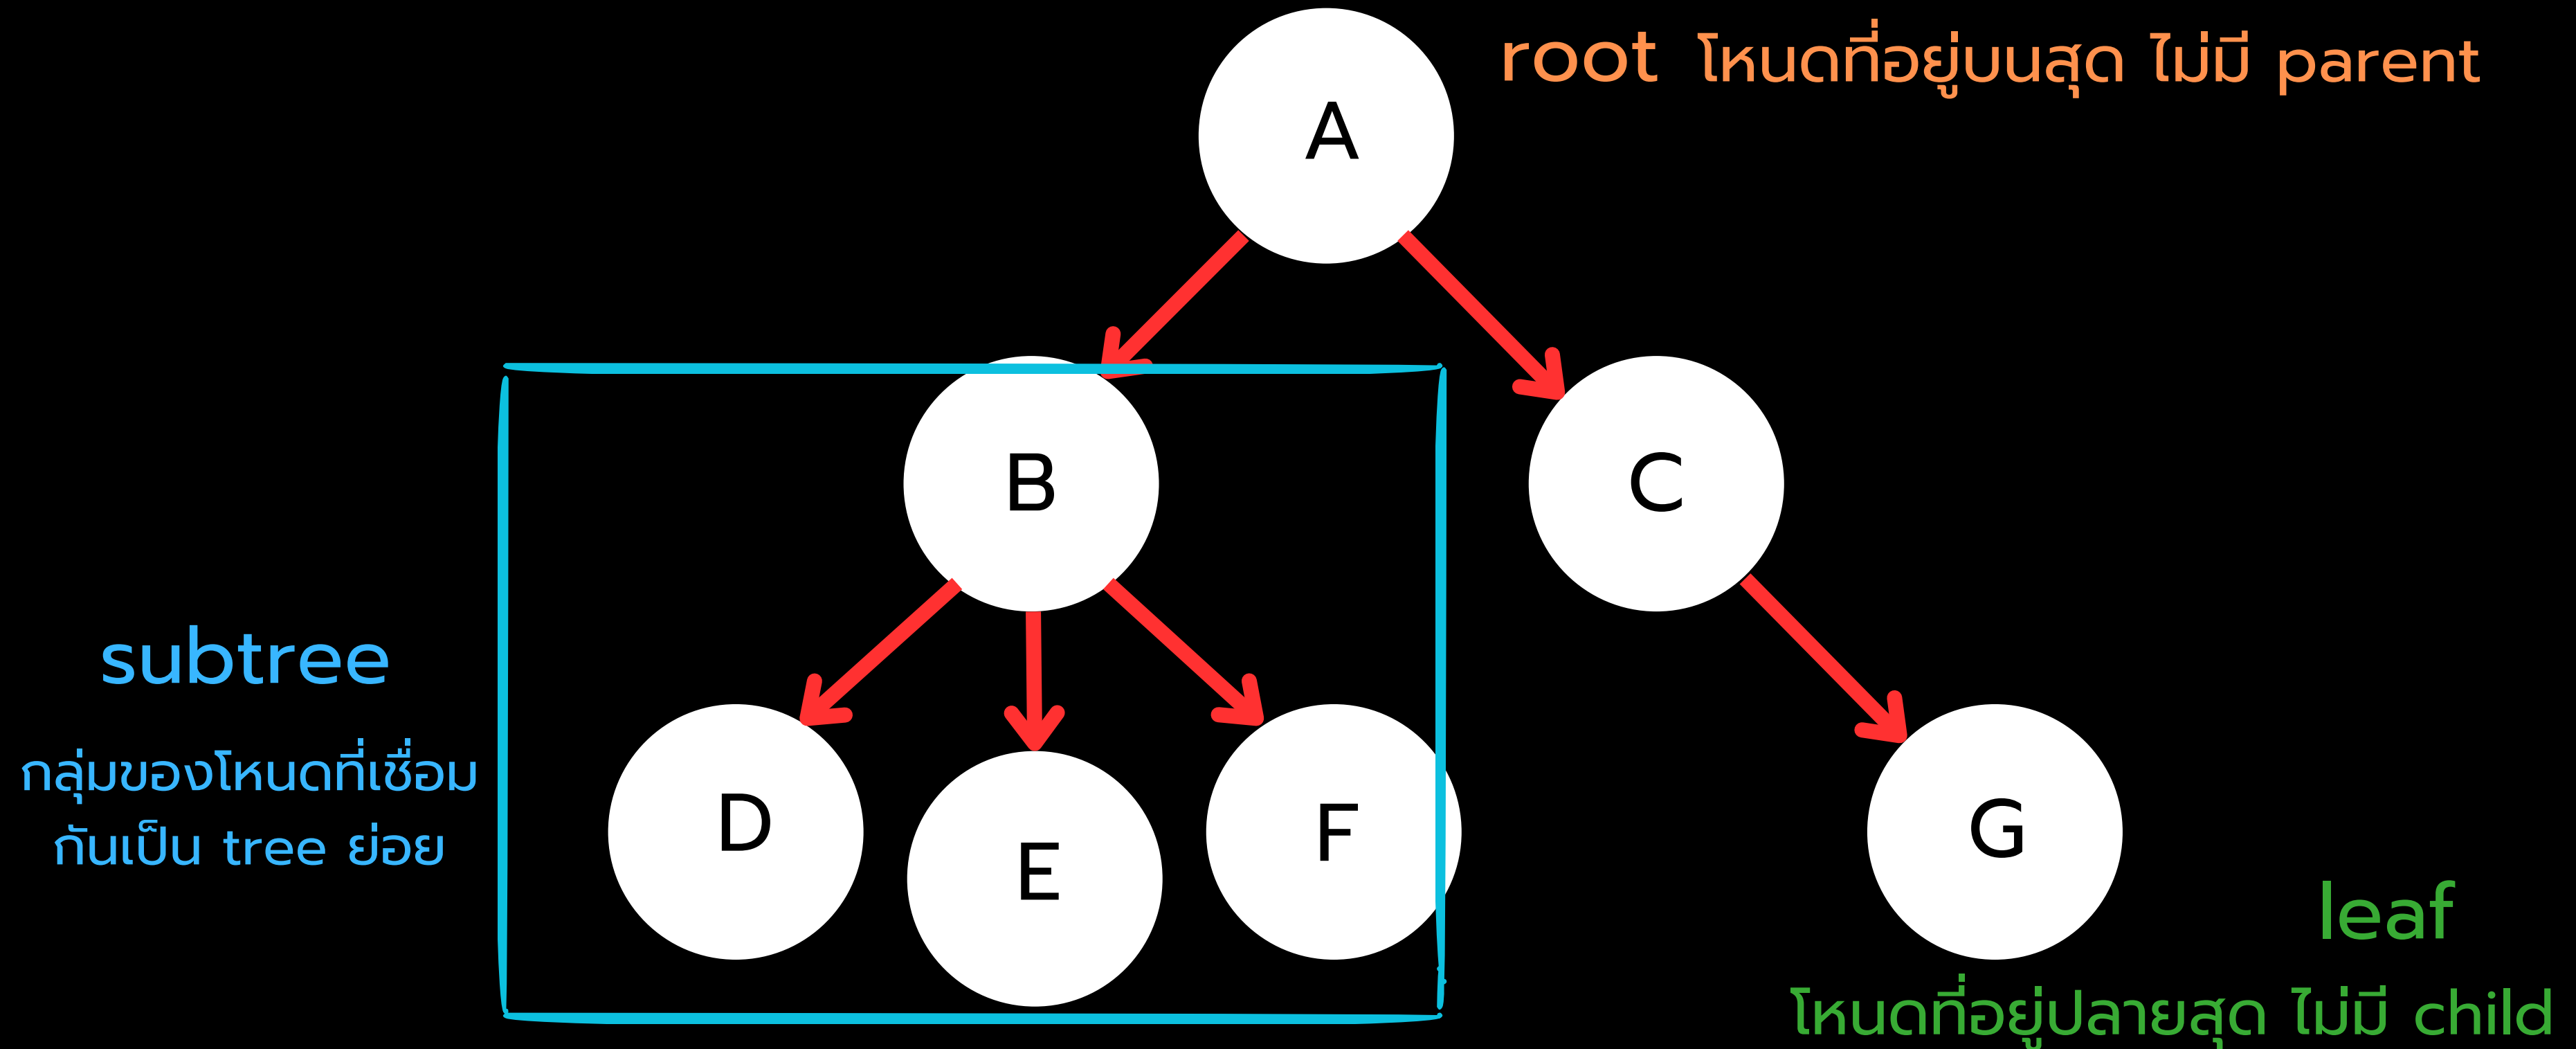 A
root โหนดที่อยู่บนสุด ไม่มี parent
B
C
subtree
กลุ่มของโหนดที่เชื่อม
กันเป็น tree ย่อย
D
E
F
G
leaf
โหนดที่อยู่ปลายสุด ไม่มี child